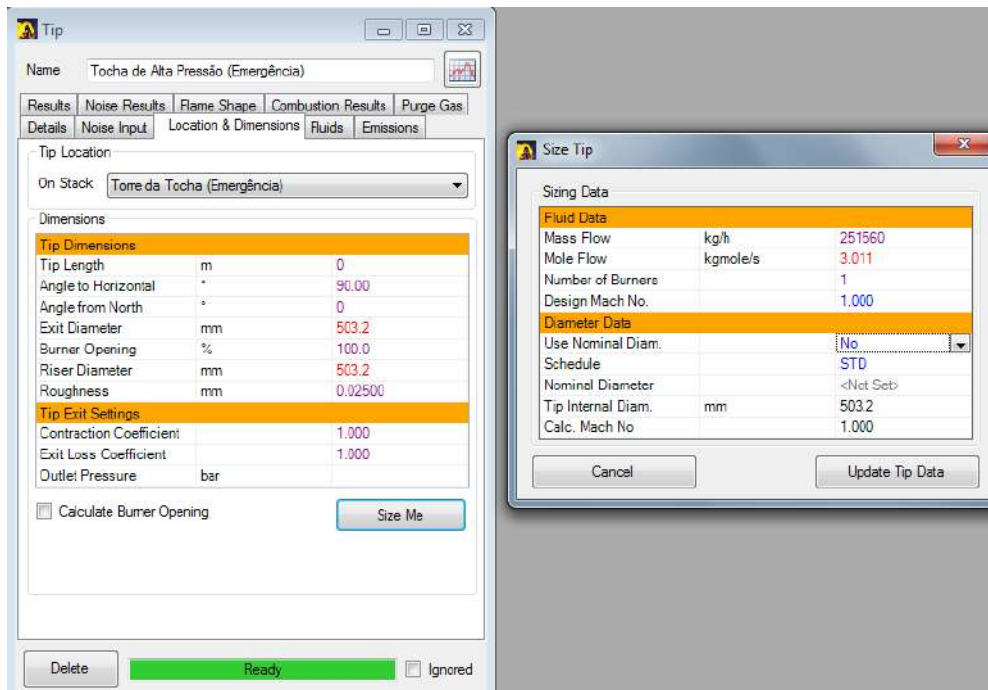 Tip
Name Tocha de Alta Pressão (Emergência)
Results Noise Results Flame Shape Combustion Results Purge Gas
Details Noise Input Location & Dimensions Fluids Emissions
Tip Location
On Stack Torre da Tocha (Emergência)
Dimensions
Tip Dimensions
Tip Length m 0
Angle to Horizontal ° 90.00
Angle from North ° 0
Exit Diameter mm 503.2
Burner Opening % 100.0
Riser Diameter mm 503.2
Roughness mm 0.02500
Tip Exit Settings
Contraction Coefficient 1.000
Exit Loss Coefficient 1.000
Outlet Pressure bar
Calculate Burner Opening Size Me
Delete Ready Ignored
Size Tip
Sizing Data
Fluid Data
Mass Flow kg/h 251560
Mole Flow kgmole/s 3.011
Number of Burners 1
Design Mach No. 1.000
Diameter Data
Use Nominal Diam. No
Schedule STD
Nominal Diameter <Not Set>
Tip Internal Diam. mm 503.2
Calc. Mach No 1.000
Cancel Update Tip Data